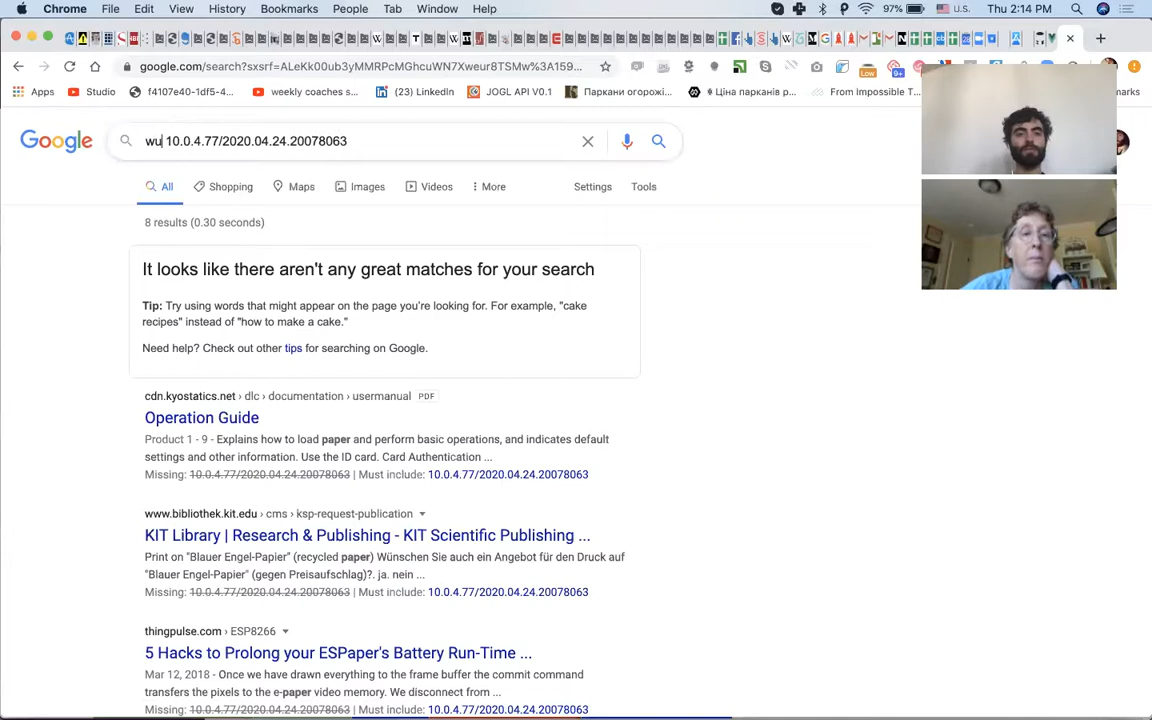 Chrome File Edit View History Bookmarks People Tab Window Help 97% U.S. Thu 2:14 PM
google.com/search?sxsrf=ALeKk00ub3yMMRPcMGhcuWN7Xweur8TSMw%3A159...
Low 9+
Apps Studio f4107e40-1df5-4... weekly coaches s... (23) LinkedIn JOGL API V0.1 Паркани огорожі... Ціна парканів р... From Impossible T... marks
Google
wu 10.0.4.77/2020.04.24.20078063
All Shopping Maps Images Videos More Settings Tools
8 results (0.30 seconds)
It looks like there aren't any great matches for your search
Tip: Try using words that might appear on the page you're looking for. For example, "cake
recipes" instead of "how to make a cake."
Need help? Check out other tips for searching on Google.
cdn.kyostatics.net › dlc › documentation › usermanual PDF
Operation Guide
Product 1 - 9 - Explains how to load paper and perform basic operations, and indicates default
settings and other information. Use the ID card. Card Authentication ...
Missing: 10.0.4.77/2020.04.24.20078063 | Must include: 10.0.4.77/2020.04.24.20078063
www.bibliothek.kit.edu › cms › ksp-request-publication
KIT Library | Research & Publishing - KIT Scientific Publishing ...
Print on "Blauer Engel-Papier" (recycled paper) Wünschen Sie auch ein Angebot für den Druck auf
"Blauer Engel-Papier" (gegen Preisaufschlag)?. ja. nein ...
Missing: 10.0.4.77/2020.04.24.20078063 | Must include: 10.0.4.77/2020.04.24.20078063
thingpulse.com › ESP8266
5 Hacks to Prolong your ESPaper's Battery Run-Time ...
Mar 12, 2018 - Once we have drawn everything to the frame buffer the commit command
transfers the pixels to the e-paper video memory. We disconnect from ...
Missing: 10.0.4.77/2020.04.24.20078063 | Must include: 10.0.4.77/2020.04.24.20078063